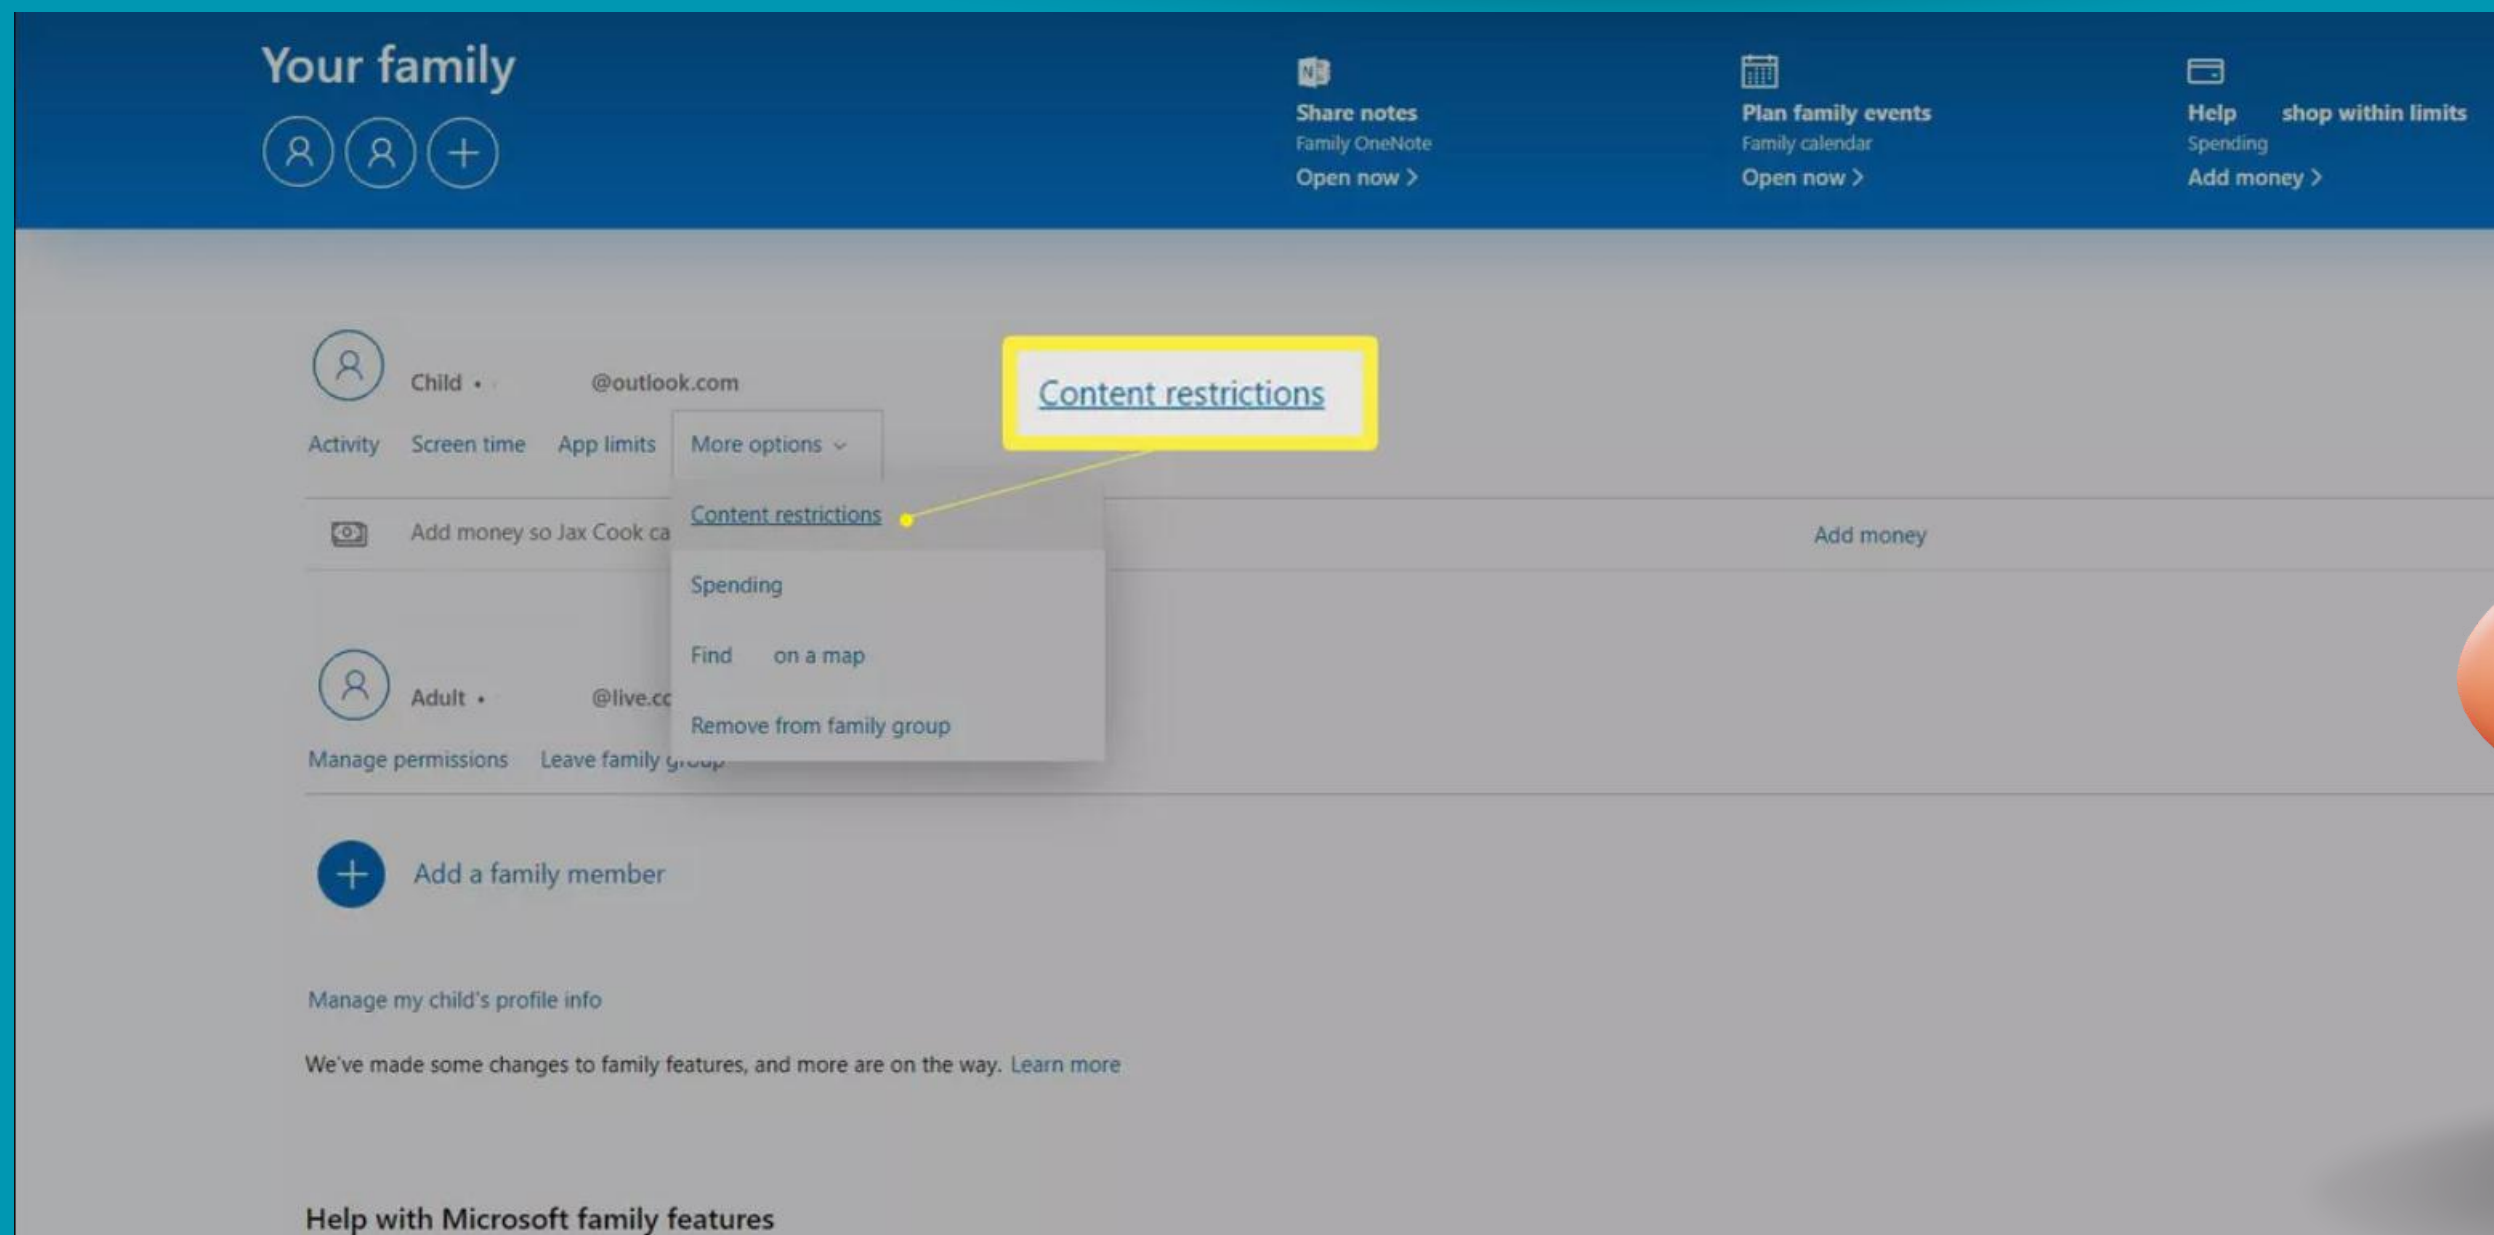 Your family
Share notes
Family OneNote
Open now >
Plan family events
Family calendar
Open now >
Help shop within limits
Spending
Add money >
Child • @outlook.com
Content restrictions
Activity Screen time App limits More options
Content restrictions
Add money so Jax Cook ca
Add money
Spending
Find on a map
Adult • @live.cc
Remove from family group
Manage permissions Leave family group
Add a family member
Manage my child's profile info
We've made some changes to family features, and more are on the way. Learn more
Help with Microsoft family features